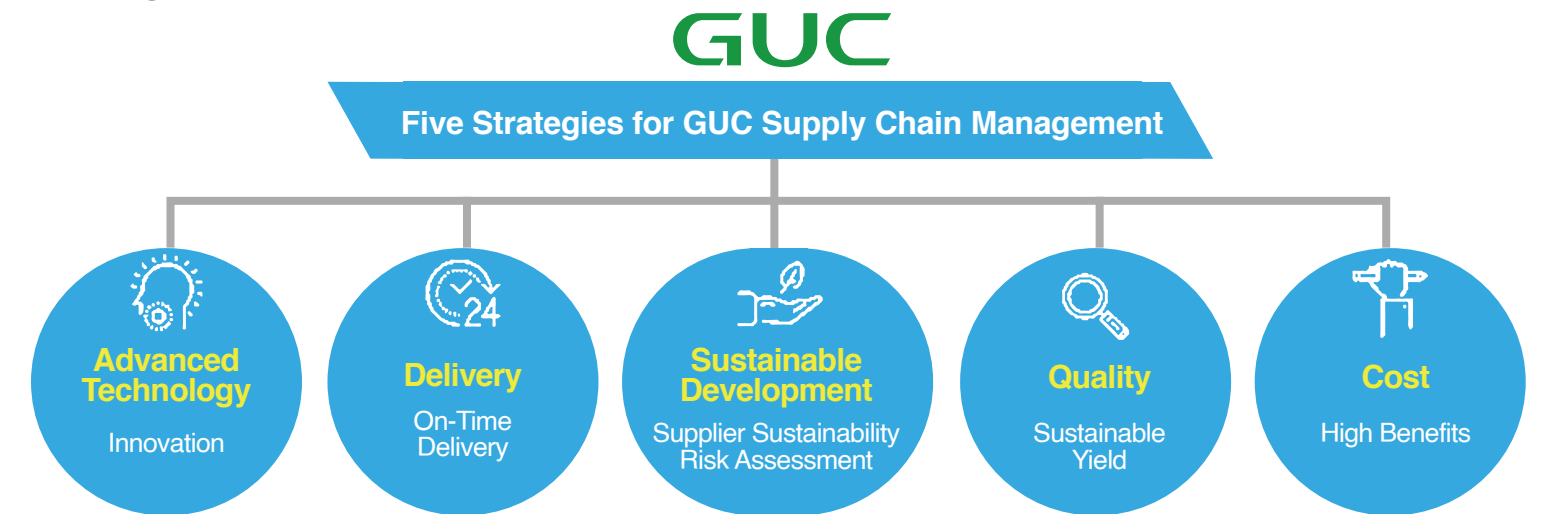 GUC
Five Strategies for GUC Supply Chain Management
24
Advanced
Technology
Innovation
Delivery
On-Time
Delivery
Sustainable
Development
Supplier Sustainability
Risk Assessment
Quality
Sustainable
Yield
Cost
High Benefits